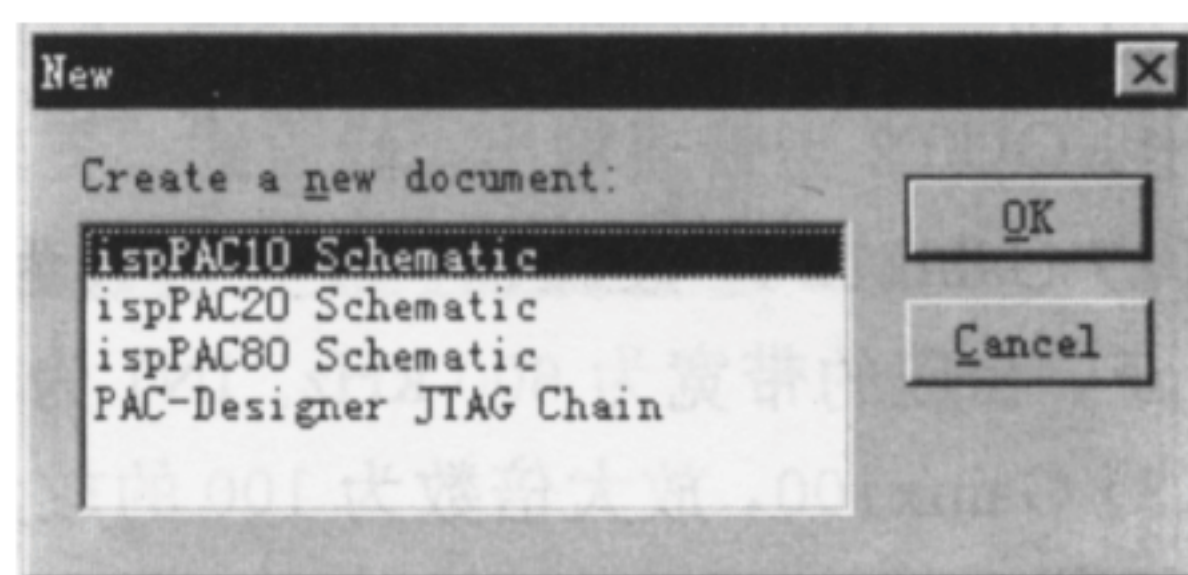 New
Create a new document:
ispPAC10 Schematic
ispPAC20 Schematic
ispPAC80 Schematic
PAC-Designer JTAG Chain
OK
Cancel